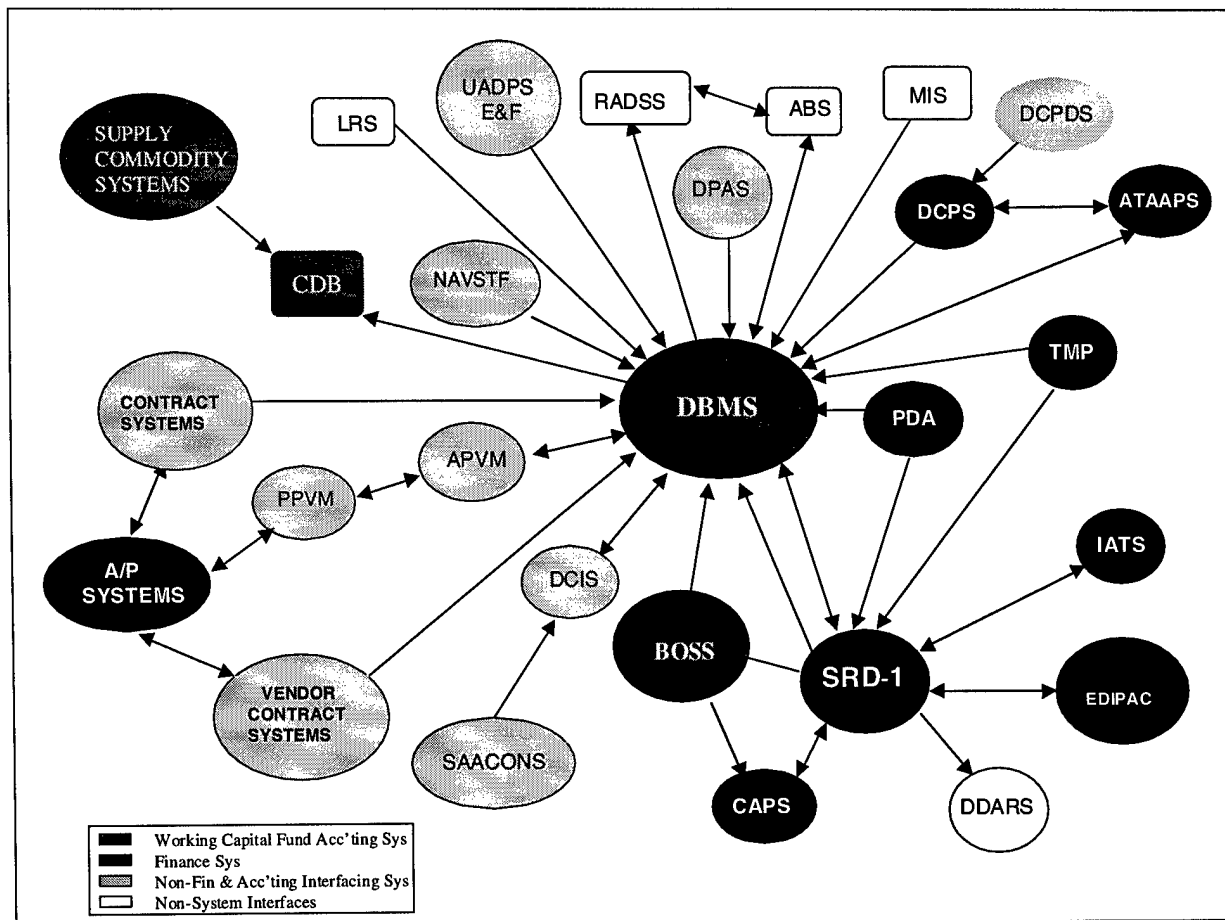 UADPS
E&F
RADSS
ABS
MIS
DCPDS
LRS
SUPPLY
COMMODITY
SYSTEMS
DPAS
DCPS
ATAAPS
CDB
NAVSTF
TMP
CONTRACT
SYSTEMS
DBMS
PDA
APVM
PPVM
IATS
A/P
SYSTEMS
DCIS
BOSS
SRD-1
EDIPAC
VENDOR
CONTRACT
SYSTEMS
SAACONS
CAPS
DDARS
Working Capital Fund Acc'ting Sys
Finance Sys
Non-Fin & Acc'ting Interfacing Sys
Non-System Interfaces